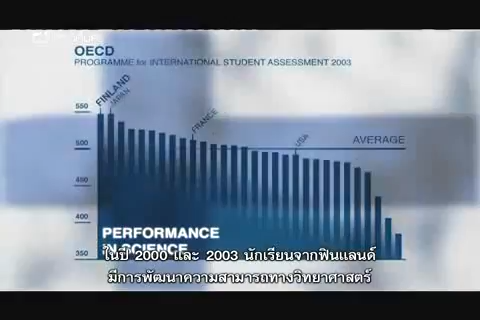 OECD
PROGRAMME for INTERNATIONAL STUDENT ASSESSMENT 2003
FINLAND
JAPAN
FRANCE
USA
AVERAGE
550
500
450
400
350
PERFORMANCE
IN SCIENCE
ในปี 2000 และ 2003 นักเรียนจากฟินแลนด์
มีการพัฒนาความสามารถทางวิทยาศาสตร์